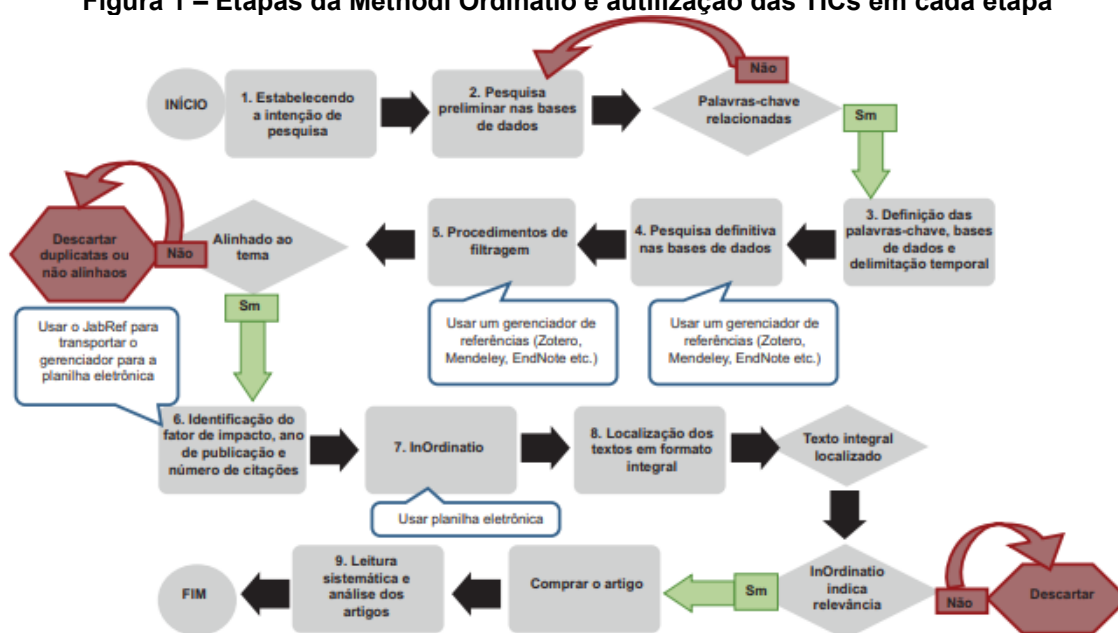 Figura 1 – Etapas da Methodi Ordinatio e autilização das TICs em cada etapa
INÍCIO
1. Estabelecendo
a intenção de
pesquisa
2. Pesquisa
preliminar nas bases
de dados
Não
Palavras-chave
relacionadas
Sm
3. Definição das
palavras-chave, bases
de dados e
delimitação temporal
4. Pesquisa definitiva
nas bases de dados
Usar um gerenciador de
referências (Zotero,
Mendeley, EndNote etc.)
5. Procedimentos de
filtragem
Usar um gerenciador de
referências (Zotero,
Mendeley, EndNote etc.)
Alinhado ao
tema
Não
Descartar
duplicatas ou
não alinhaos
Sm
Usar o JabRef para
transportar o
gerenciador para a
planilha eletrônica
6. Identificação do
fator de impacto, ano
de publicação e
número de citações
7. InOrdinatio
Usar planilha eletrônica
8. Localização dos
textos em formato
integral
Texto integral
localizado
InOrdinatio
indica
relevância
Não
Descartar
Sm
Comprar o artigo
9. Leitura
sistemática e
análise dos
artigos
FIM